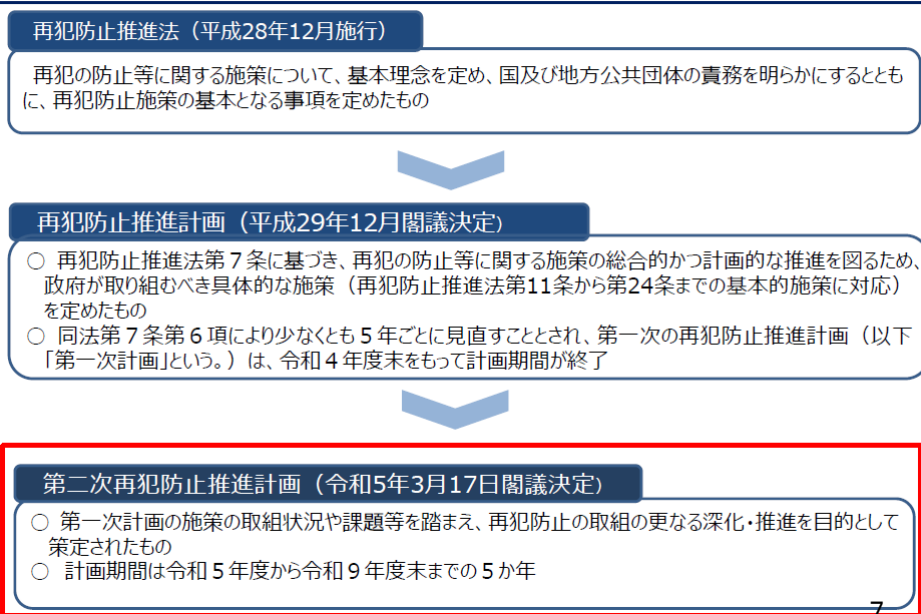 再犯防止推進法（平成28年12月施行）
再犯の防止等に関する施策について、基本理念を定め、国及び地方公共団体の責務を明らかにするととも
に、再犯防止施策の基本となる事項を定めたもの
再犯防止推進計画（平成29年12月閣議決定）
○ 再犯防止推進法第７条に基づき、再犯の防止等に関する施策の総合的かつ計画的な推進を図るため、
政府が取り組むべき具体的な施策（再犯防止推進法第11条から第24条までの基本的施策に対応）
を定めたもの
○ 同法第７条第６項により少なくとも５年ごとに見直すこととされ、第一次の再犯防止推進計画（以下
「第一次計画」という。）は、令和４年度末をもって計画期間が終了
第二次再犯防止推進計画（令和5年3月17日閣議決定）
○ 第一次計画の施策の取組状況や課題等を踏まえ、再犯防止の取組の更なる深化・推進を目的として
策定されたもの
○ 計画期間は令和５年度から令和９年度末までの５か年
7